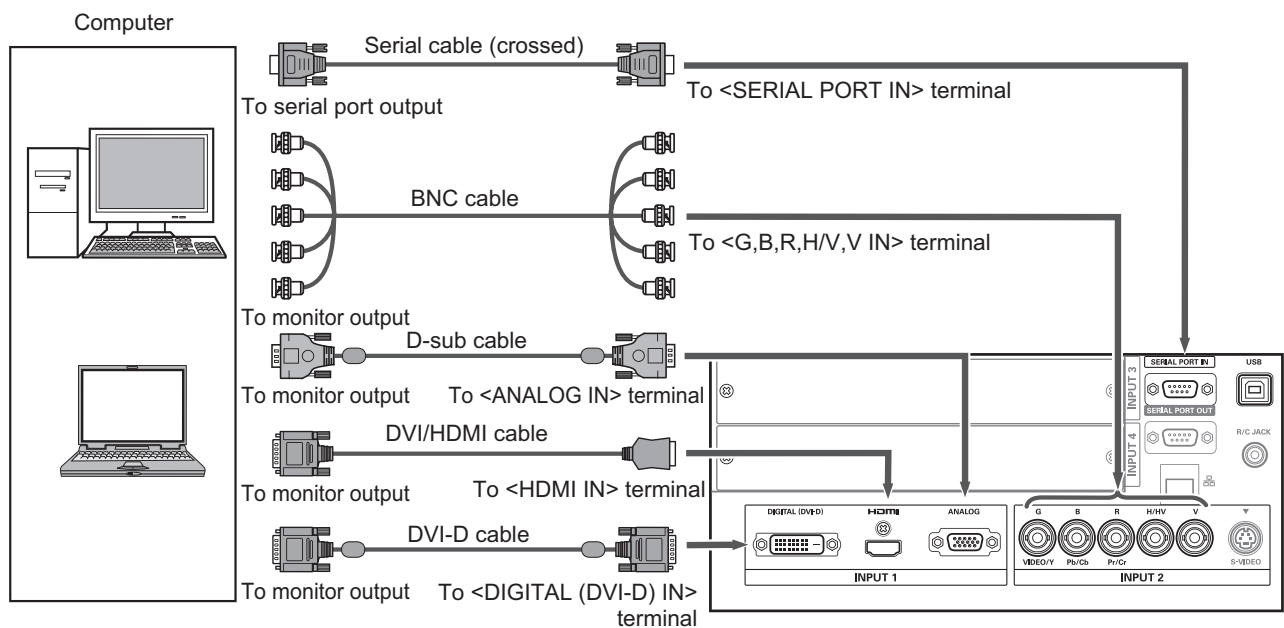 Computer
Serial cable (crossed)
To serial port output
To <SERIAL PORT IN> terminal
BNC cable
To monitor output
To <G,B,R,H/V,V IN> terminal
D-sub cable
To monitor output
To <ANALOG IN> terminal
DVI/HDMI cable
To monitor output
To <HDMI IN> terminal
DVI-D cable
To monitor output
To <DIGITAL (DVI-D) IN>
terminal
INPUT 3
SERIAL PORT IN
USB
SERIAL PORT OUT
INPUT 4
R/C JACK
DIGITAL (DVI-D)
HDMI
ANALOG
INPUT 1
G
B
R
H/HV
V
VIDEO/Y
Pb/Cb
Pr/Cr
S-VIDEO
INPUT 2